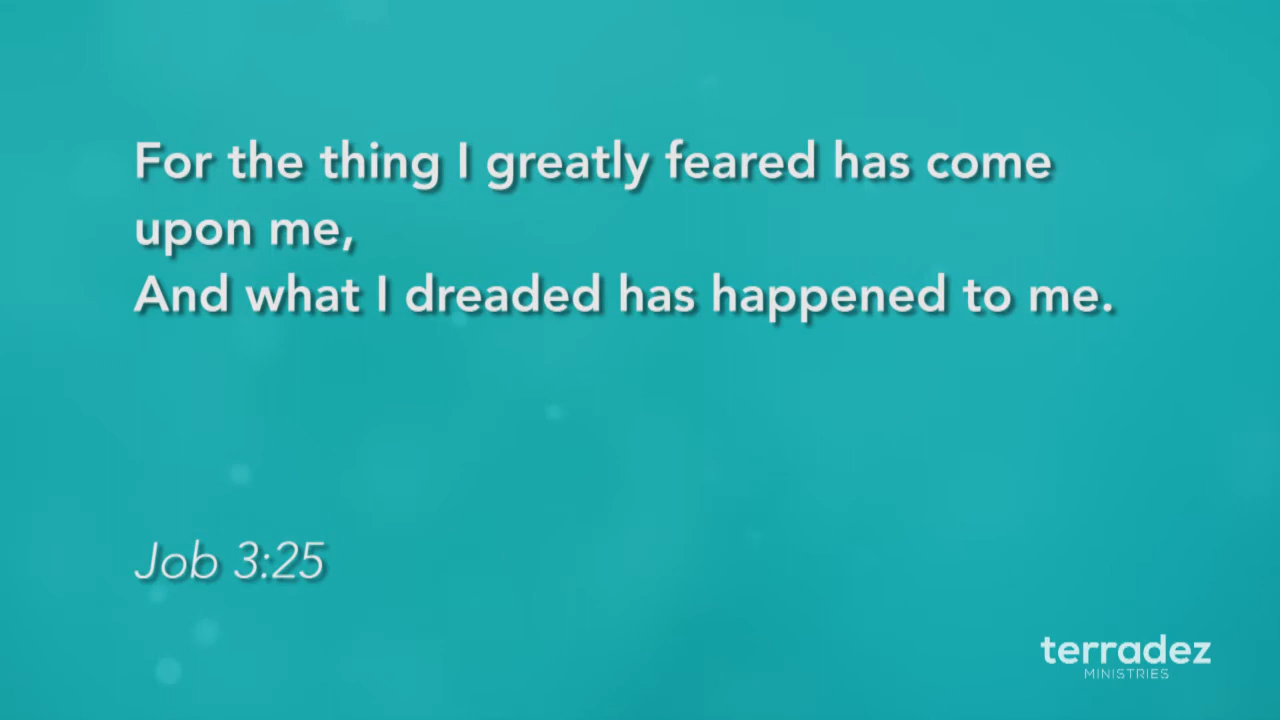 For the thing I greatly feared has come
upon me,
And what I dreaded has happened to me.
Job 3:25
terradez
MINISTRIES